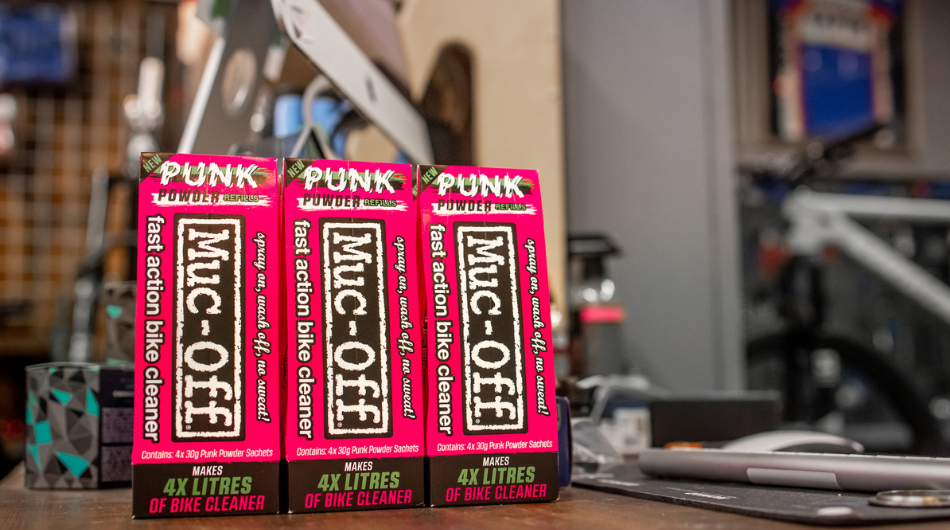 NEW
PUNK
POWDER REFILLS
fast action bike cleaner
Muc-Off
spray on, wash off, no sweat!
Contains: 4x 30g Punk Powder Sachets
MAKES
4X LITRES
OF BIKE CLEANER
NEW
PUNK
POWDER REFILLS
fast action bike cleaner
Muc-Off
spray on, wash off, no sweat!
Contains: 4x 30g Punk Powder Sachets
MAKES
4X LITRES
OF BIKE CLEANER
NEW
PUNK
POWDER REFILLS
fast action bike cleaner
Muc-Off
spray on, wash off, no sweat!
Contains: 4x 30g Punk Powder Sachets
MAKES
4X LITRES
OF BIKE CLEANER